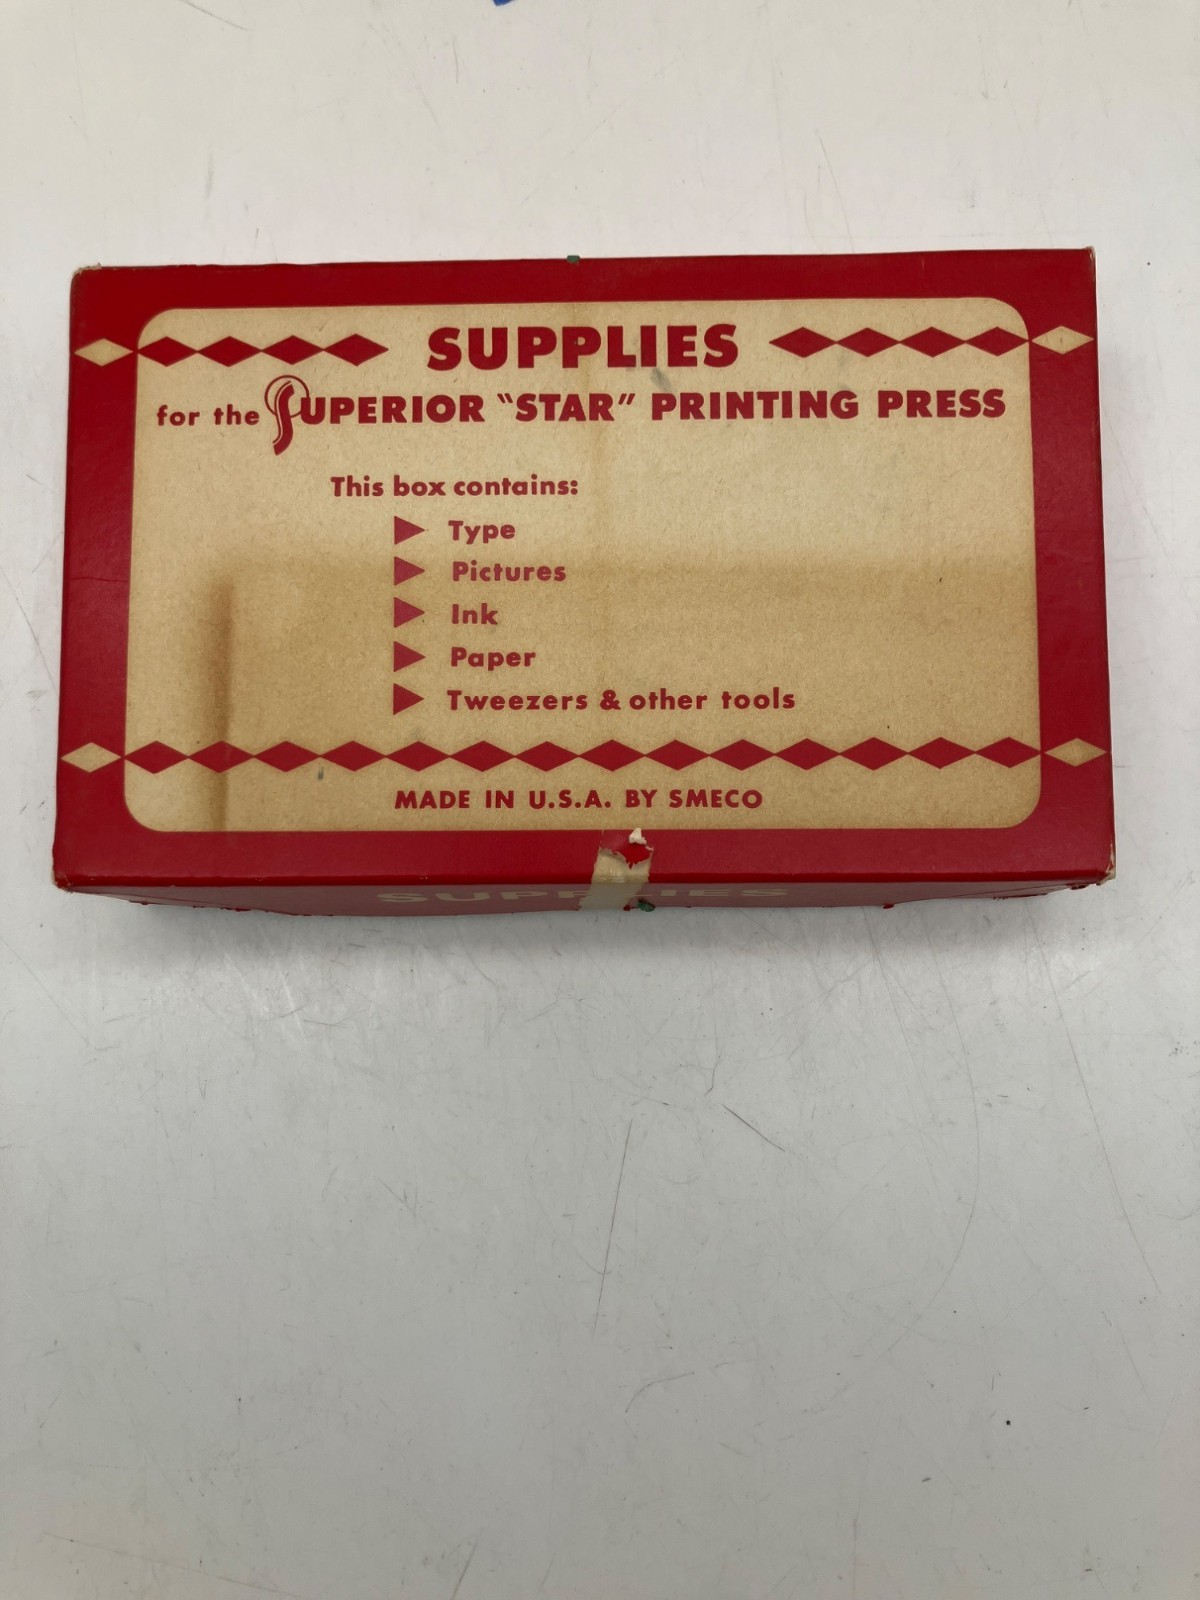 SUPPLIES
for the SUPERIOR "STAR" PRINTING PRESS
This box contains:
Type
Pictures
Ink
Paper
Tweezers & other tools
MADE IN U.S.A. BY SMECO
SUPPLIES